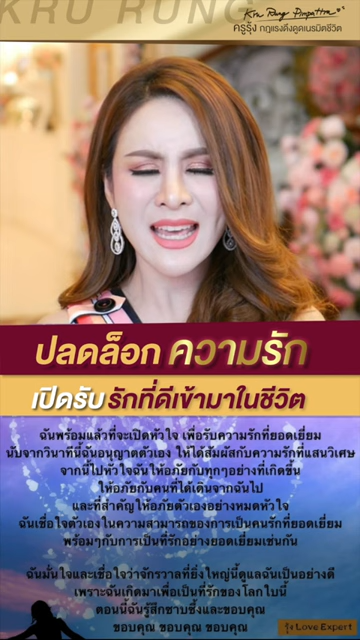 KRU RUNG
Kru Rung Pinpattra
ครูรุ้ง กฎแรงดึงดูดเนรมิตชีวิต
ปลดล็อก ความรัก
เปิดรับ รักที่ดีเข้ามาในชีวิต
ฉันพร้อมแล้วที่จะเปิดหัวใจ เพื่อรับความรักที่ยอดเยี่ยม
นับจากวินาทีนี้ฉันอนุญาตตัวเอง ให้ได้สัมผัสกับความรักที่แสนวิเศษ
จากนี้ไปหัวใจฉันให้อภัยกับทุกๆอย่างที่เกิดขึ้น
ให้อภัยกับคนที่ได้เดินจากฉันไป
และที่สำคัญให้อภัยตัวเองอย่างหมดหัวใจ
ฉันเชื่อใจตัวเองในความสามารถของการเป็นคนรักที่ยอดเยี่ยม
พร้อมๆกับการเป็นที่รักอย่างยอดเยี่ยมเช่นกัน
ฉันมั่นใจและเชื่อว่าจักรวาลที่ยิ่งใหญ่นี้ดูแลฉันเป็นอย่างดี
เพราะฉันเกิดมาเพื่อเป็นที่รักของโลกใบนี้
ตอนนี้ฉันรู้สึกซาบซึ้งและขอบคุณ
ขอบคุณ ขอบคุณ ขอบคุณ
รุ้ง Love Expert